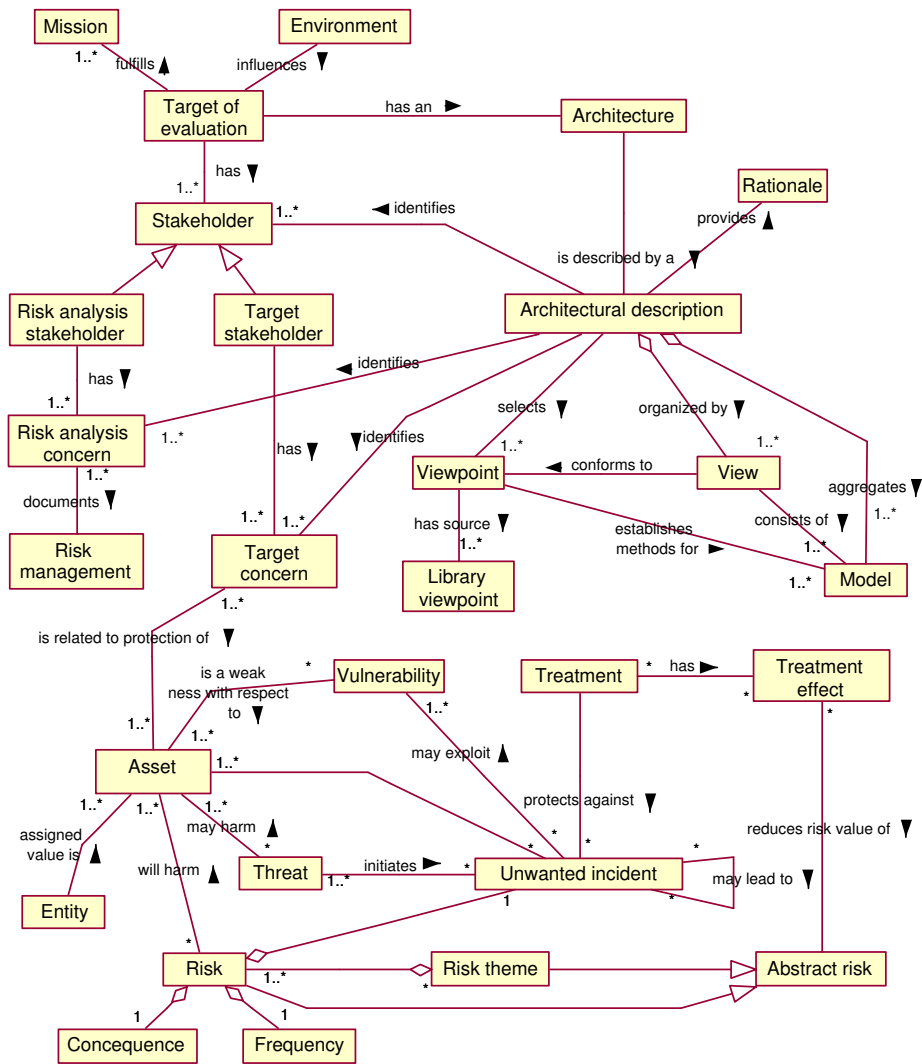 Mission
Environment
1..*
fulfills
influences
Target of
evaluation
has an
Architecture
has
1..*
Rationale
Stakeholder
1..*
identifies
provides
is described by a
Risk analysis
stakeholder
Target
stakeholder
Architectural description
has
identifies
1..*
selects
organized by
Risk analysis
concern
1..*
has
identifies
1..*
1..*
1..*
Viewpoint
conforms to
View
documents
aggregates
has source
establishes
methods for
consists of
1..*
1..*
1..*
1..*
1..*
Risk
management
Target
concern
Library
viewpoint
1..*
Model
1..*
is related to protection of
is a weak
ness with respect
to
*
Vulnerability
Treatment
*
has
*
Treatment
effect
*
1..*
1..*
1..*
Asset
1..*
may exploit
1..*
1..*
1..*
protects against
assigned
value is
may harm
*
*
*
reduces risk value of
will harm
Threat
1..*
initiates
*
Unwanted incident
*
may lead to
*
1
Entity
*
Risk
1..*
*
Risk theme
Abstract risk
1
1
Concequence
Frequency